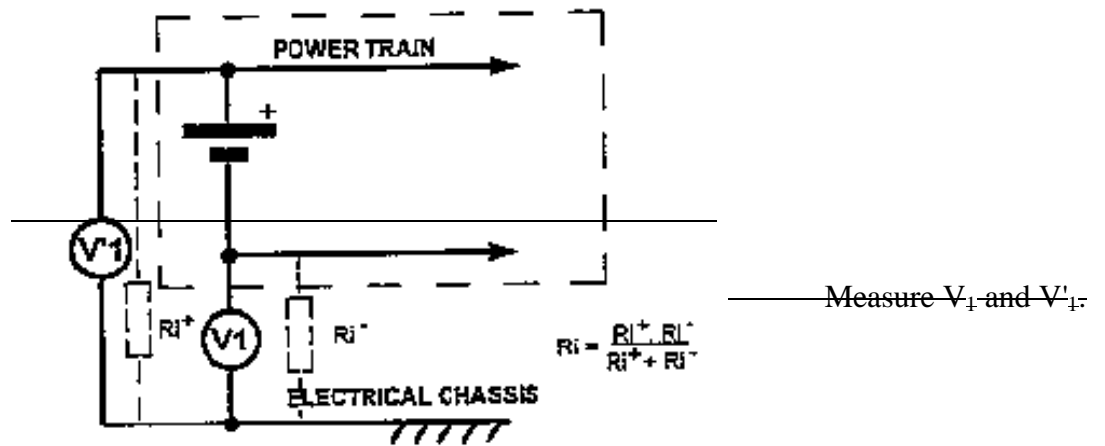 POWER TRAIN
+
V'1
Ri⁺
V1
Ri⁻
Ri = Ri⁺ . Ri⁻ / Ri⁺ + Ri⁻
ELECTRICAL CHASSIS
Measure V₁ and V'₁.